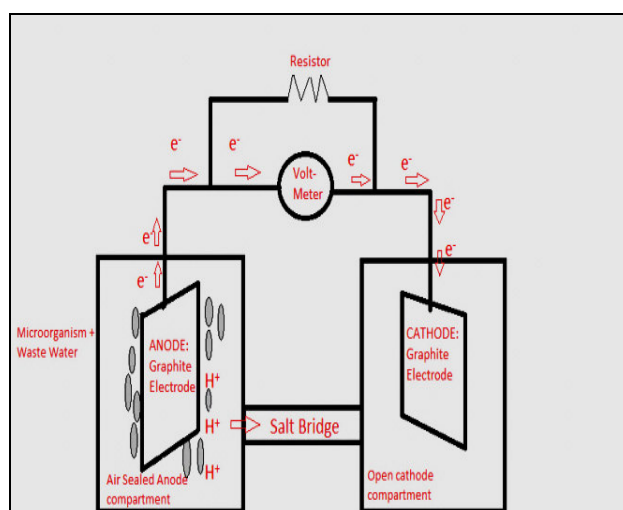 Resistor
e-
e-
e-
e-
Volt-
Meter
e-
e-
e-
e-
Microorganism +
Waste Water
ANODE:
Graphite
Electrode
CATHODE:
Graphite
Electrode
H+
H+
Salt Bridge
H+
Air Sealed Anode
compartment
Open cathode
compartment